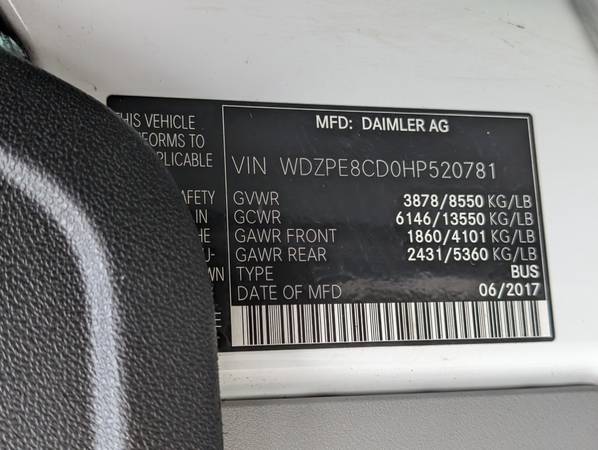 THIS VEHICLE
FORMS TO
PLICABLE
AFETY
IN
THE
U-
WN
E
MFD: DAIMLER AG
VIN WDZPE8CD0HP520781
GVWR 3878/8550 KG/LB
GCWR 6146/13550 KG/LB
GAWR FRONT 1860/4101 KG/LB
GAWR REAR 2431/5360 KG/LB
TYPE BUS
DATE OF MFD 06/2017